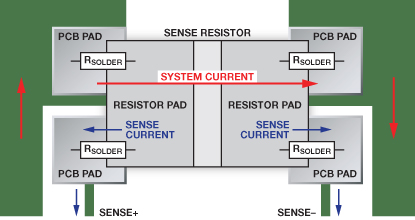 SENSE RESISTOR
PCB PAD
PCB PAD
RSOLDER
RSOLDER
SYSTEM CURRENT
RESISTOR PAD
RESISTOR PAD
SENSE
CURRENT
SENSE
CURRENT
RSOLDER
RSOLDER
PCB PAD
PCB PAD
SENSE+
SENSE–